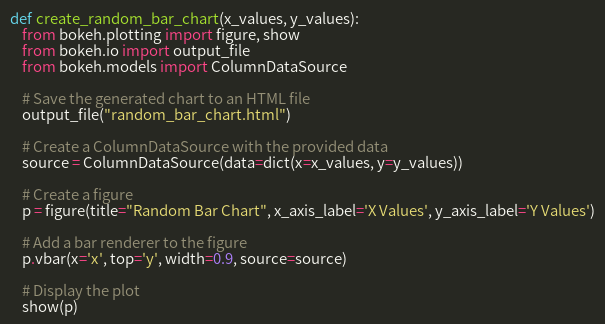 def create_random_bar_chart(x_values, y_values):
    from bokeh.plotting import figure, show
    from bokeh.io import output_file
    from bokeh.models import ColumnDataSource

    # Save the generated chart to an HTML file
    output_file("random_bar_chart.html")

    # Create a ColumnDataSource with the provided data
    source = ColumnDataSource(data=dict(x=x_values, y=y_values))

    # Create a figure
    p = figure(title="Random Bar Chart", x_axis_label='X Values', y_axis_label='Y Values')

    # Add a bar renderer to the figure
    p.vbar(x='x', top='y', width=0.9, source=source)

    # Display the plot
    show(p)